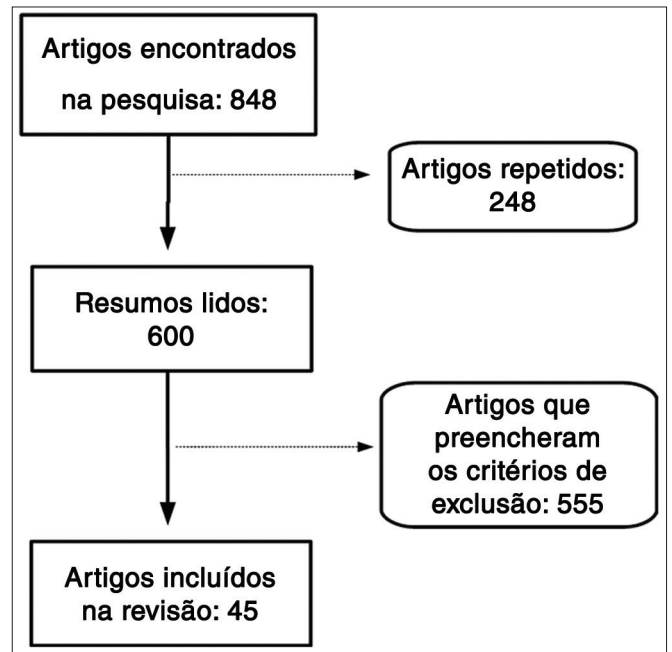 Artigos encontrados
na pesquisa: 848
Artigos repetidos:
248
Resumos lidos:
600
Artigos que
preencheram
os critérios de
exclusão: 555
Artigos incluídos
na revisão: 45